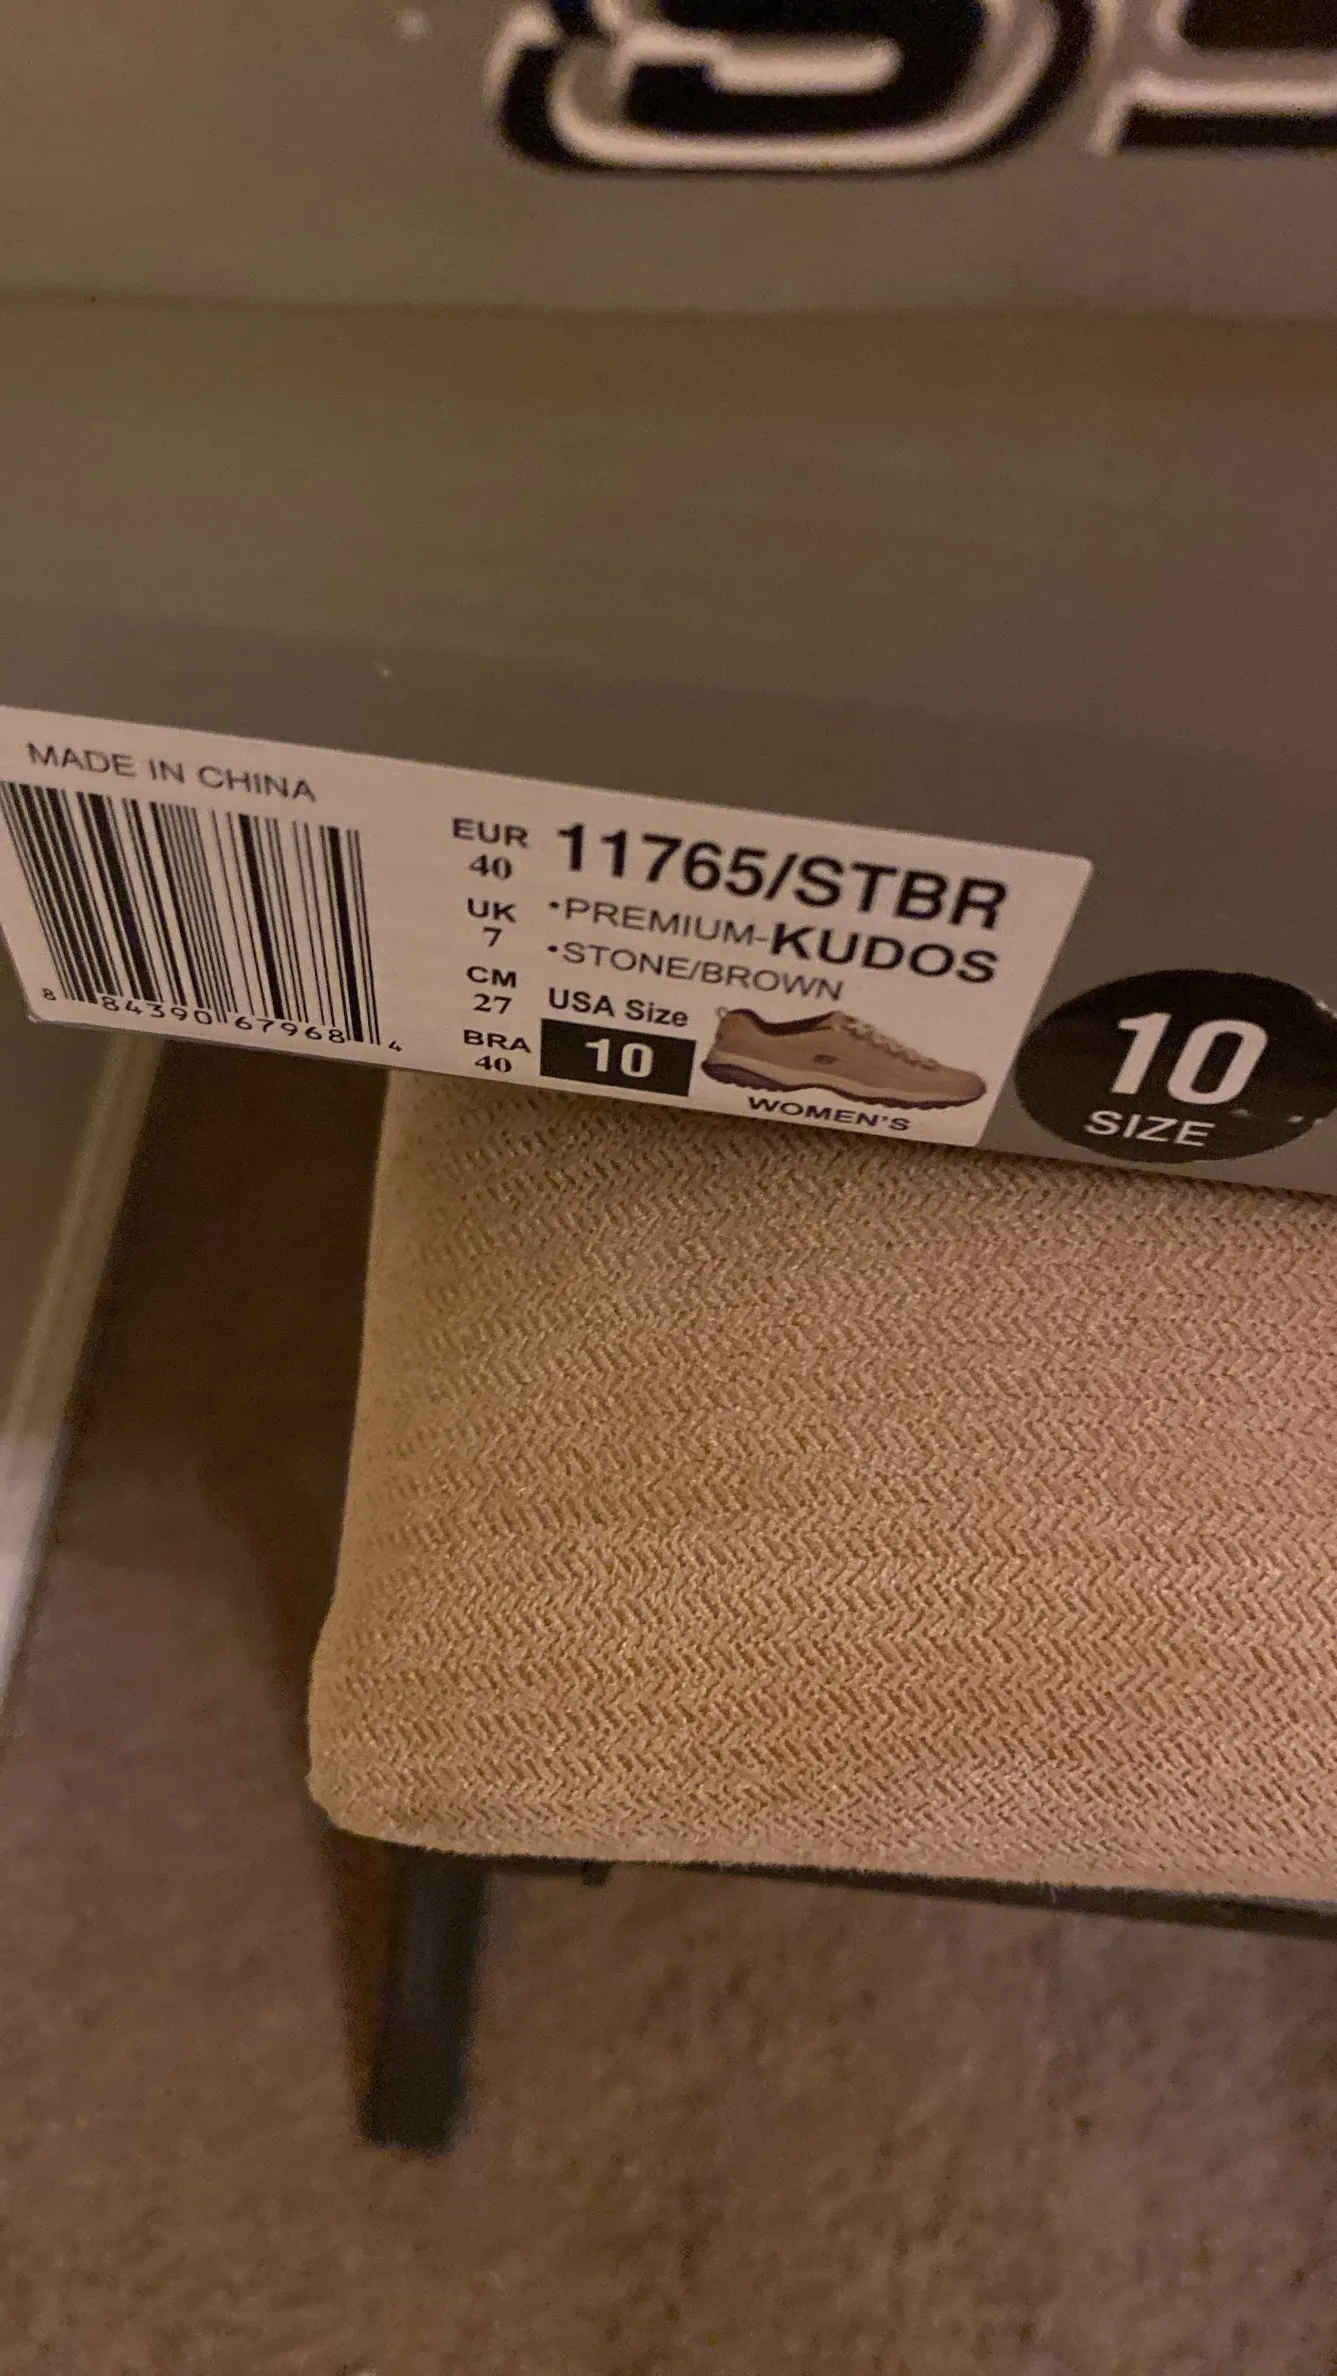 MADE IN CHINA
8 84390 67968 4
EUR
40
UK
7
CM
27
BRA
40
11765/STBR
•PREMIUM-KUDOS
•STONE/BROWN
USA Size
10
WOMEN'S
10
SIZE